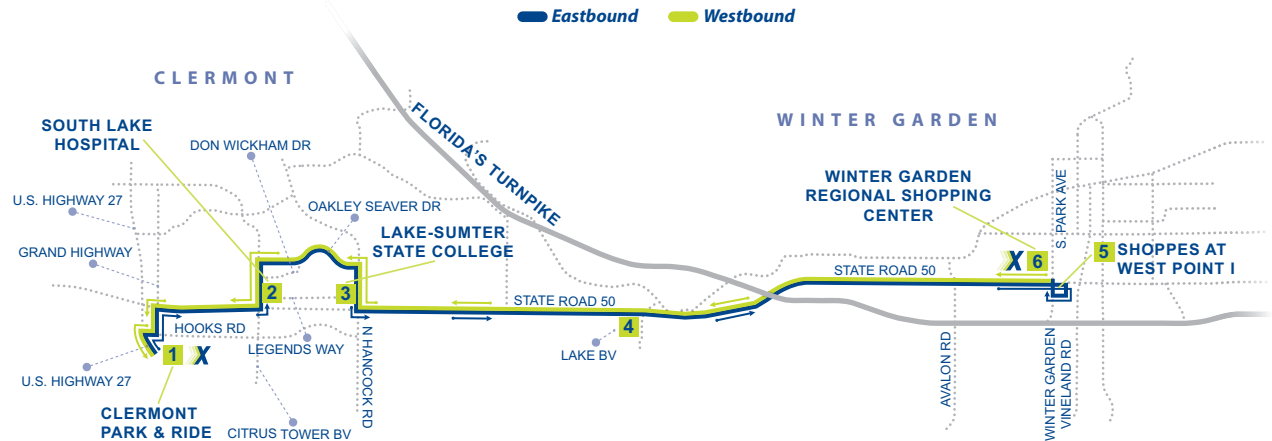 Eastbound
Westbound
CLERMONT
WINTER GARDEN
FLORIDA'S TURNPIKE
SOUTH LAKE
HOSPITAL
DON WICKHAM DR
U.S. HIGHWAY 27
OAKLEY SEAVER DR
GRAND HIGHWAY
LAKE-SUMTER
STATE COLLEGE
WINTER GARDEN
REGIONAL SHOPPING
CENTER
S. PARK AVE
X
6
5
SHOPPES AT
WEST POINT I
STATE ROAD 50
2
3
STATE ROAD 50
4
HOOKS RD
LEGENDS WAY
LAKE BV
1
X
U.S. HIGHWAY 27
N HANCOCK RD
AVALON RD
WINTER GARDEN
VINELAND RD
CLERMONT
PARK & RIDE
CITRUS TOWER BV